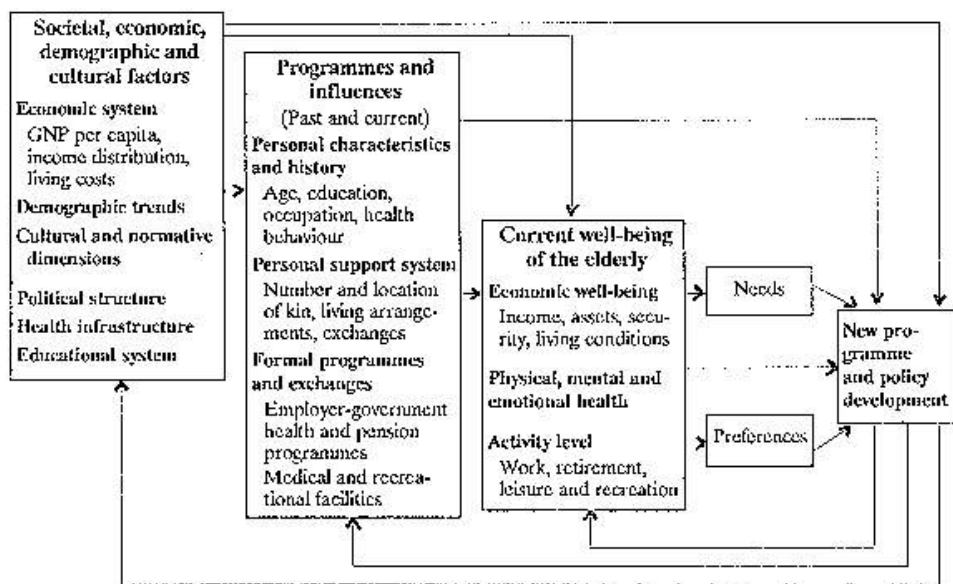 Societal, economic,
demographic and
cultural factors
Economic system
GNP per capita,
income distribution,
living costs
Demographic trends
Cultural and normative
dimensions
Political structure
Health infrastructure
Educational system
Programmes and
influences
(Past and current)
Personal characteristics
and history
Age, education,
occupation, health
behaviour
Personal support system
Number and location
of kin, living arrange-
ments, exchanges
Formal programmes
and exchanges
Employer-government
health and pension
programmes
Medical and recrea-
tional facilities
Current well-being
of the elderly
Economic well-being
Income, assets, secu-
rity, living conditions
Physical, mental and
emotional health
Activity level
Work, retirement,
leisure and recreation
Needs
Preferences
New pro-
gramme
and policy
development